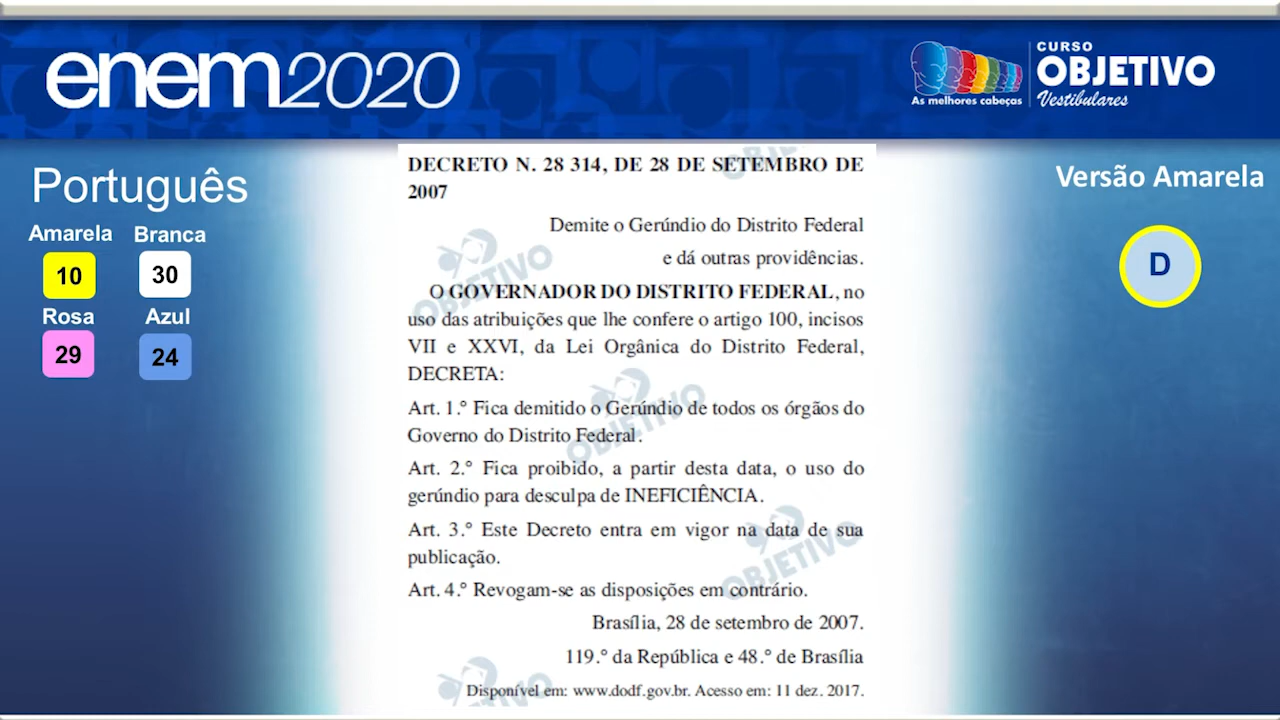 enem2020
CURSO
OBJETIVO
As melhores cabeças
Vestibulares
Português
Amarela Branca
10 30
Rosa Azul
29 24
DECRETO N. 28 314, DE 28 DE SETEMBRO DE
2007
Demite o Gerúndio do Distrito Federal
e dá outras providências.
O GOVERNADOR DO DISTRITO FEDERAL, no
uso das atribuições que lhe confere o artigo 100, incisos
VII e XXVI, da Lei Orgânica do Distrito Federal,
DECRETA:
Art. 1.° Fica demitido o Gerúndio de todos os órgãos do
Governo do Distrito Federal.
Art. 2.° Fica proibido, a partir desta data, o uso do
gerúndio para desculpa de INEFICIÊNCIA.
Art. 3.° Este Decreto entra em vigor na data de sua
publicação.
Art. 4.° Revogam-se as disposições em contrário.
Brasília, 28 de setembro de 2007.
119.° da República e 48.° de Brasília
Disponível em: www.dodf.gov.br. Acesso em: 11 dez. 2017.
OBJETIVO
OBJETIVO
OBJETIVO
OBJETIVO
OBJETIVO
Versão Amarela
D